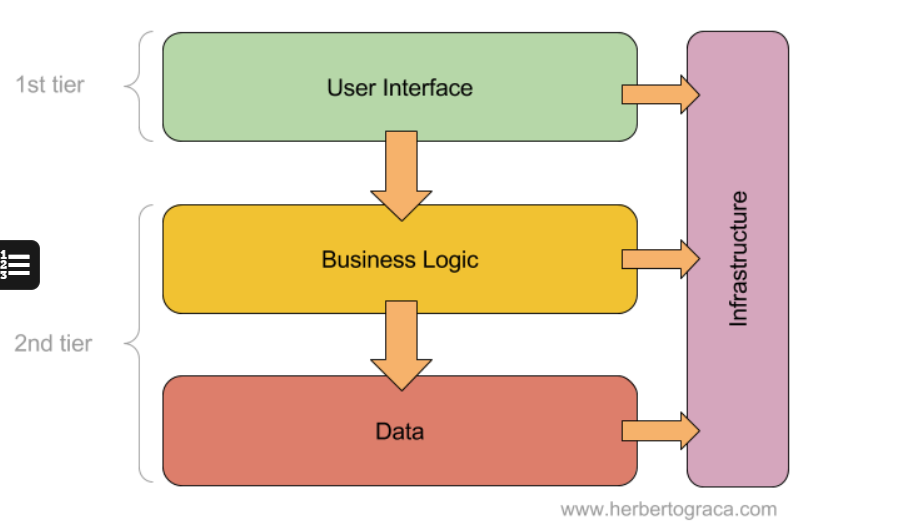 1st tier
User Interface
Business Logic
2nd tier
Data
Infrastructure
www.herbertograca.com